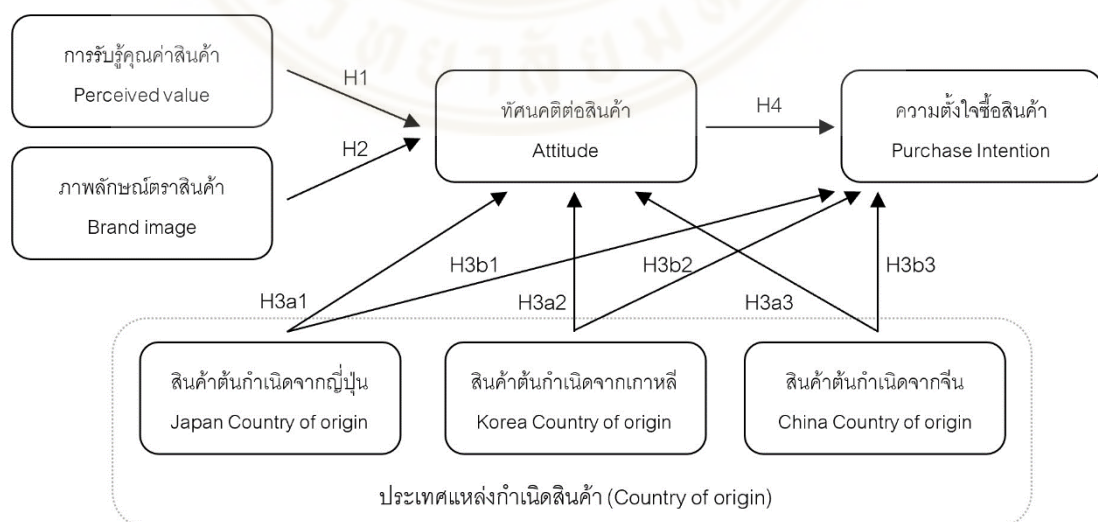 การรับรู้คุณค่าสินค้า
Perceived value
H1
ทัศนคติต่อสินค้า
Attitude
H4
ความตั้งใจซื้อสินค้า
Purchase Intention
ภาพลักษณ์ตราสินค้า
Brand image
H2
H3a1
H3b1
H3a2
H3b2
H3a3
H3b3
สินค้าต้นกำเนิดจากญี่ปุ่น
Japan Country of origin
สินค้าต้นกำเนิดจากเกาหลี
Korea Country of origin
สินค้าต้นกำเนิดจากจีน
China Country of origin
ประเทศแหล่งกำเนิดสินค้า (Country of origin)